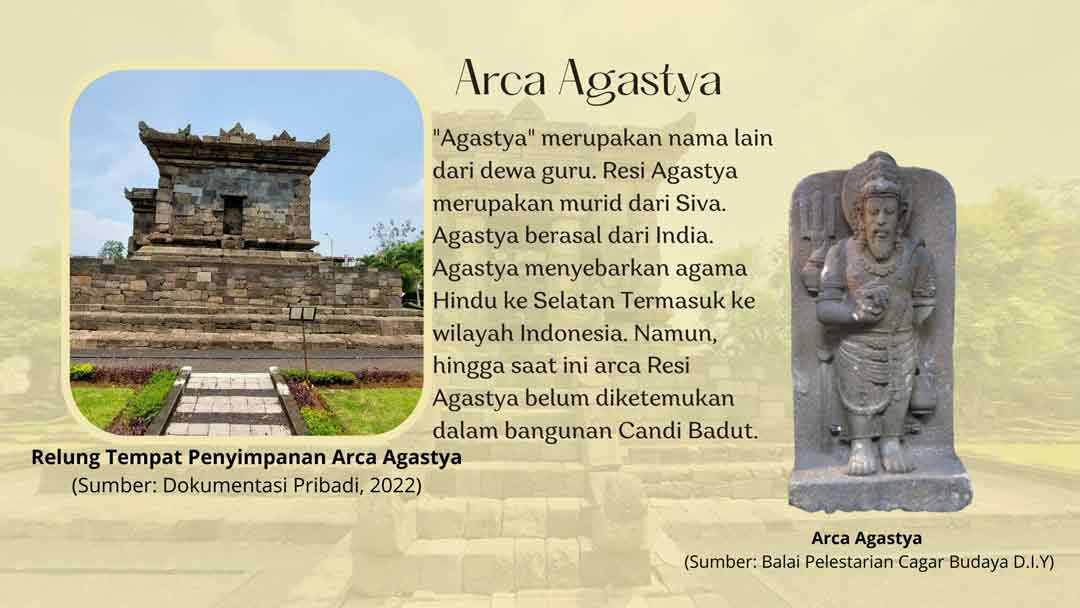 Arca Agastya
"Agastya" merupakan nama lain
dari dewa guru. Resi Agastya
merupakan murid dari Siva.
Agastya berasal dari India.
Agastya menyebarkan agama
Hindu ke Selatan Termasuk ke
wilayah Indonesia. Namun,
hingga saat ini arca Resi
Agastya belum diketemukan
dalam bangunan Candi Badut.
Relung Tempat Penyimpanan Arca Agastya
(Sumber: Dokumentasi Pribadi, 2022)
Arca Agastya
(Sumber: Balai Pelestarian Cagar Budaya D.I.Y)